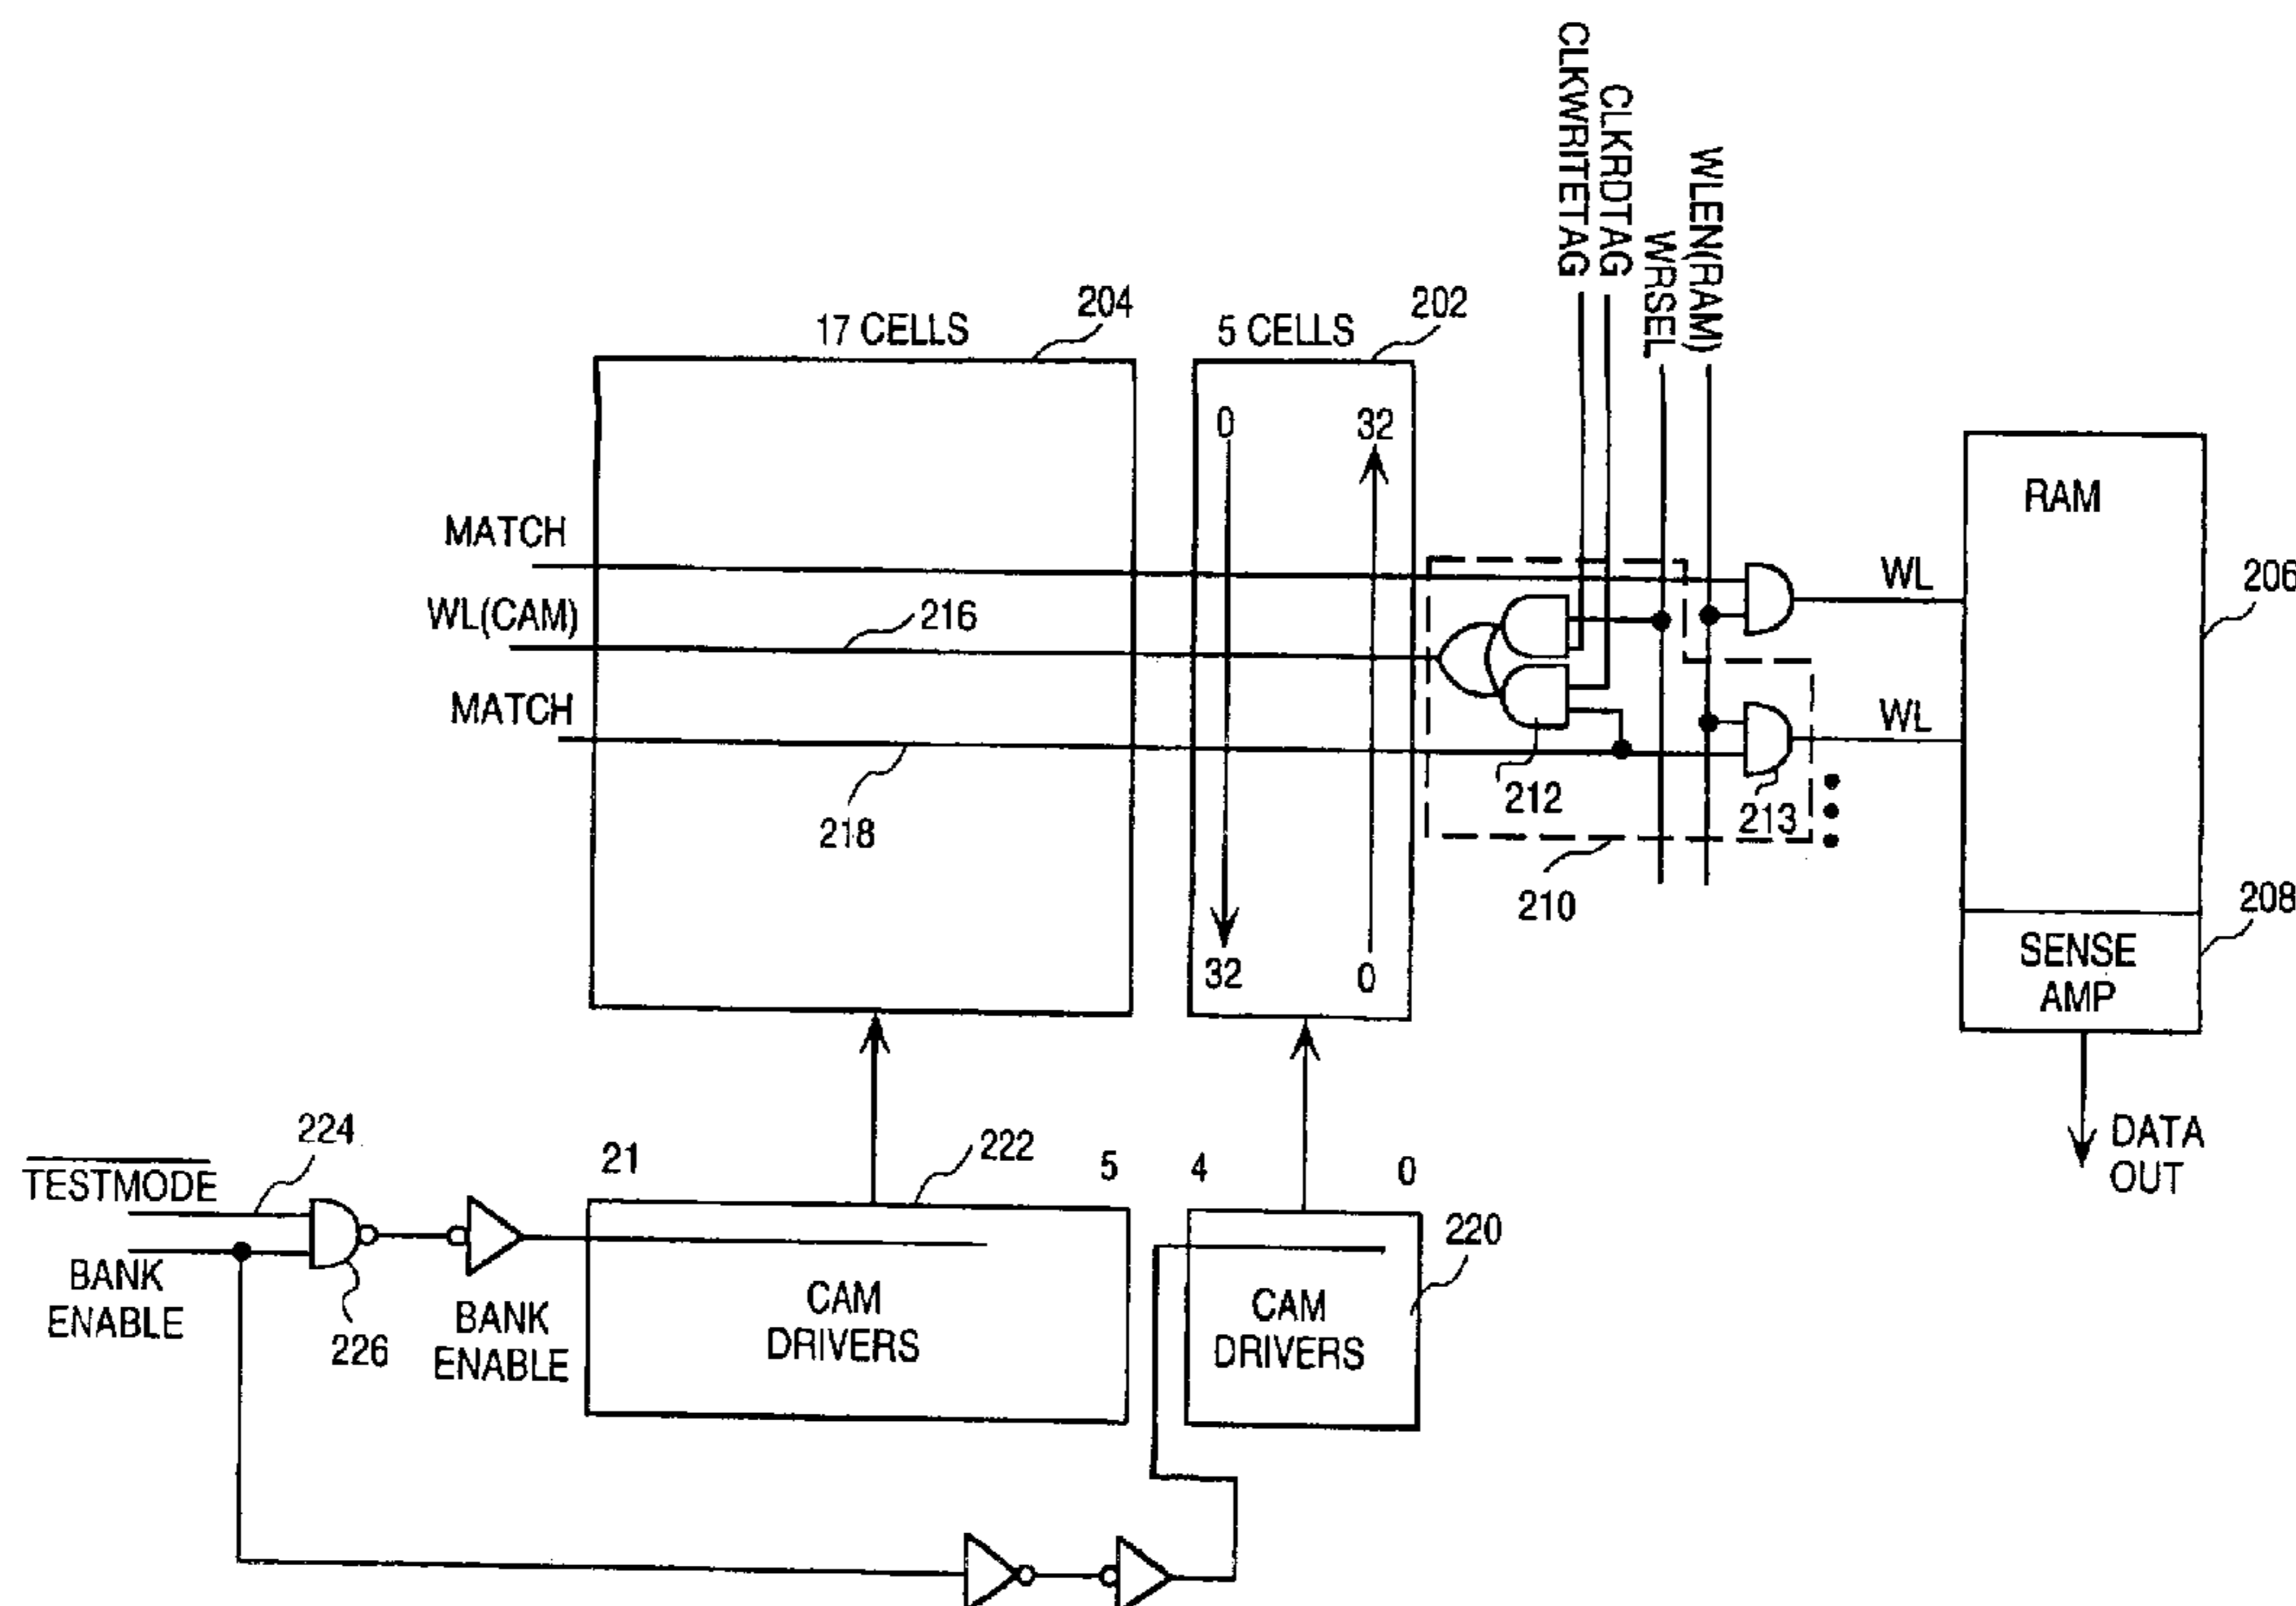 CLKWRITETAG
CLKRDTAG
WRSEL
WLEN(RAM)
17 CELLS
204
5 CELLS
202
0
32
RAM
MATCH
WL
206
WL(CAM)
216
MATCH
WL
218
212
213
210
208
32
0
SENSE
AMP
224
TESTMODE
21
222
5
4
0
DATA
OUT
220
BANK
ENABLE
226
BANK
ENABLE
CAM
DRIVERS
CAM
DRIVERS